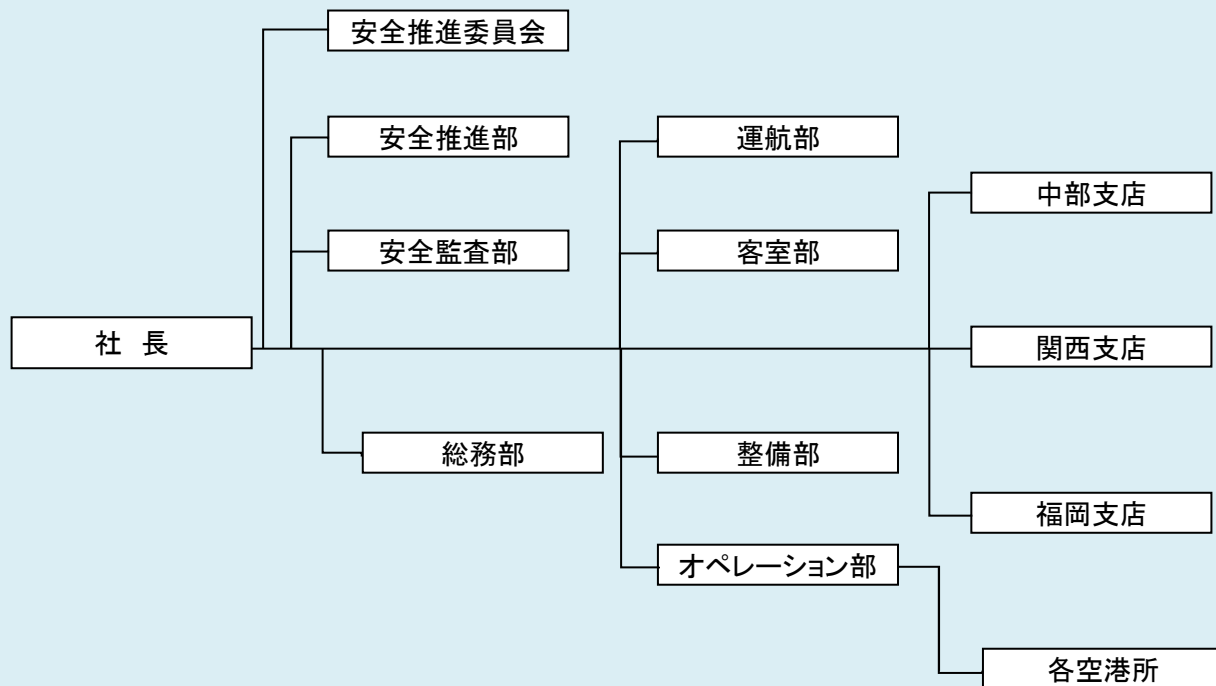 安全推進委員会
安全推進部
運航部
中部支店
安全監査部
客室部
社 長
関西支店
総務部
整備部
福岡支店
オペレーション部
各空港所